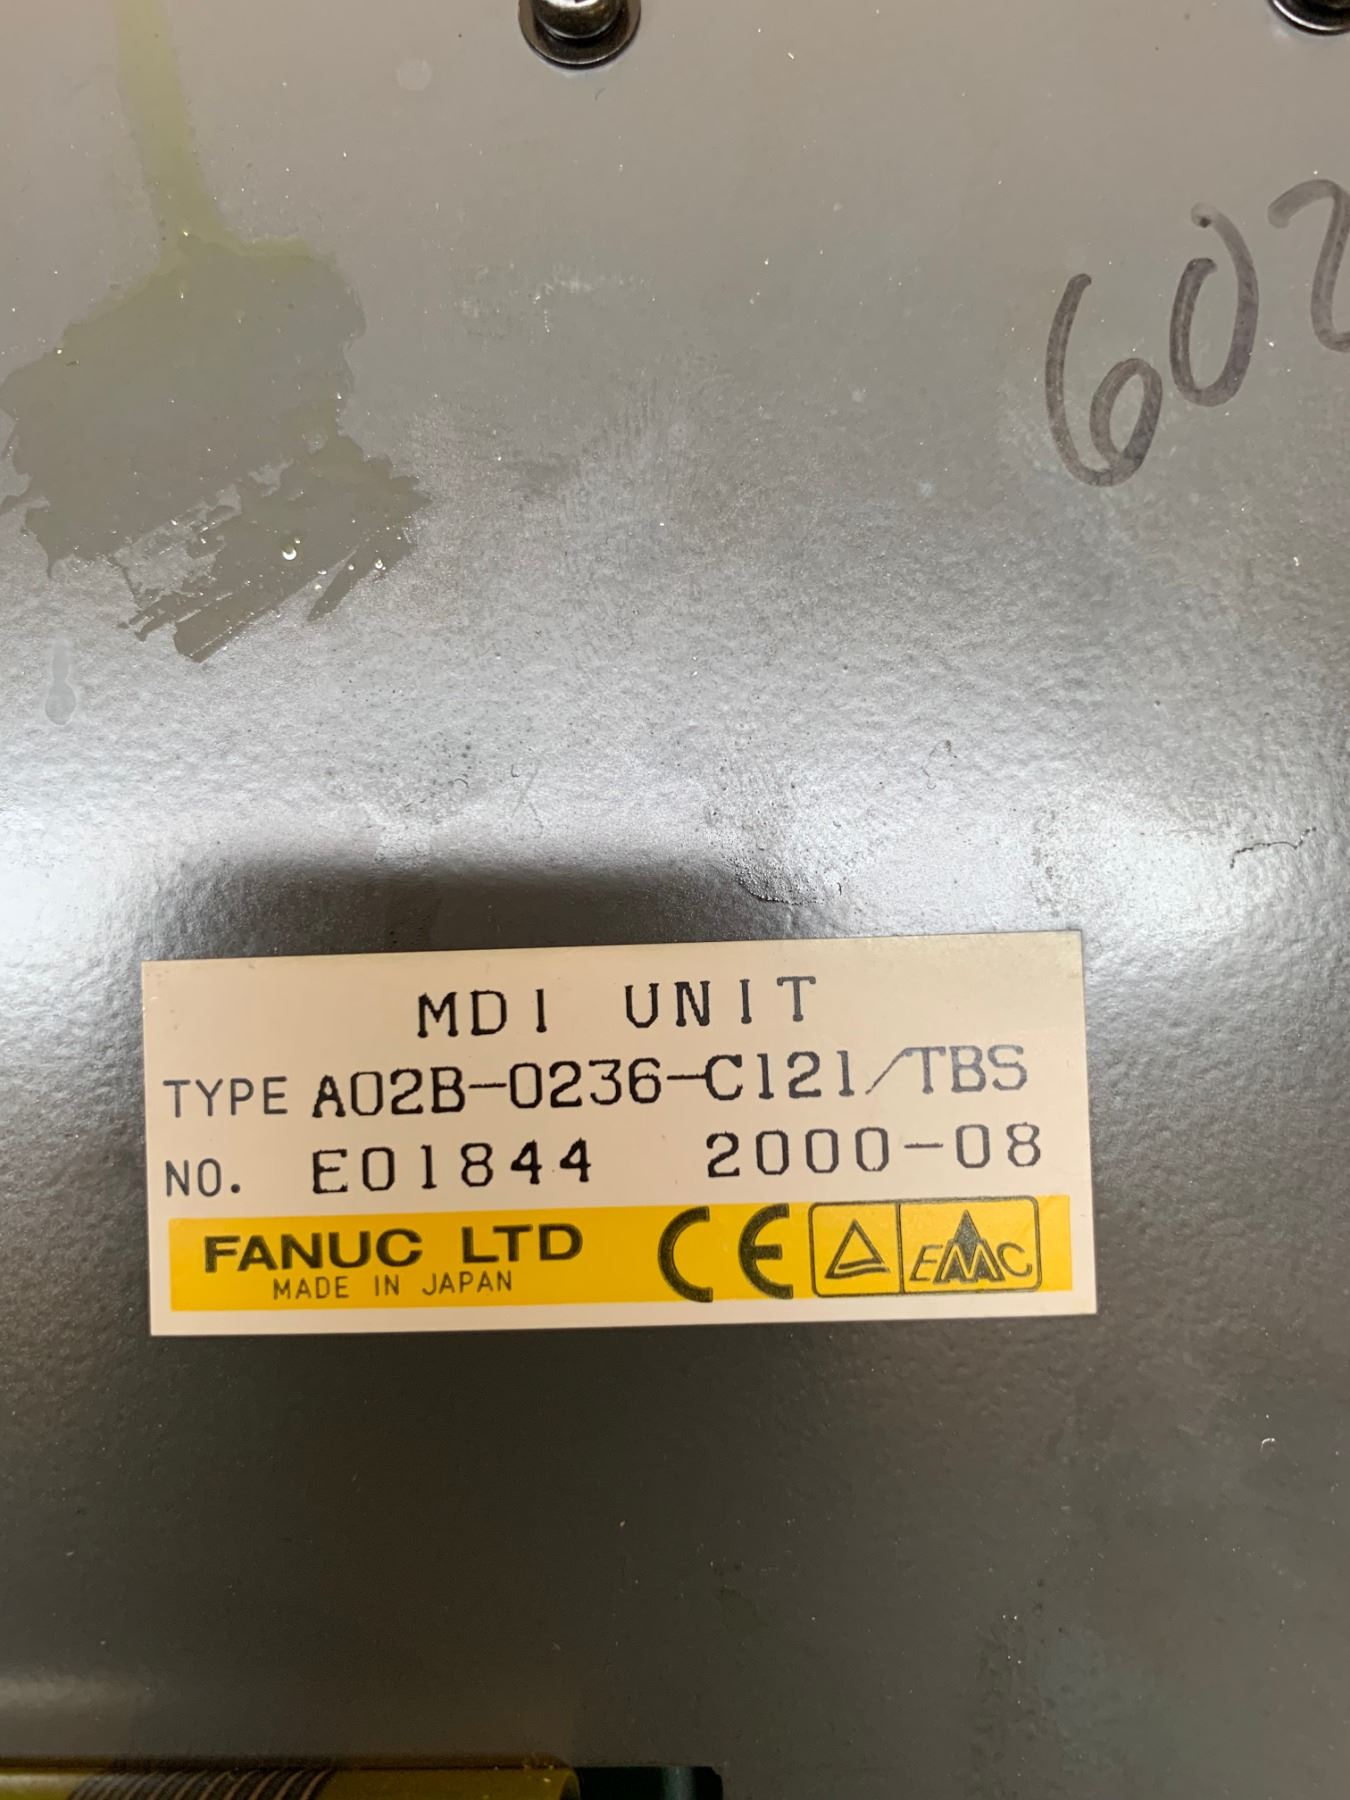 602
MDI UNIT
TYPE A02B-0236-C121/TBS
NO. E01844 2000-08
FANUC LTD CE EMC
MADE IN JAPAN